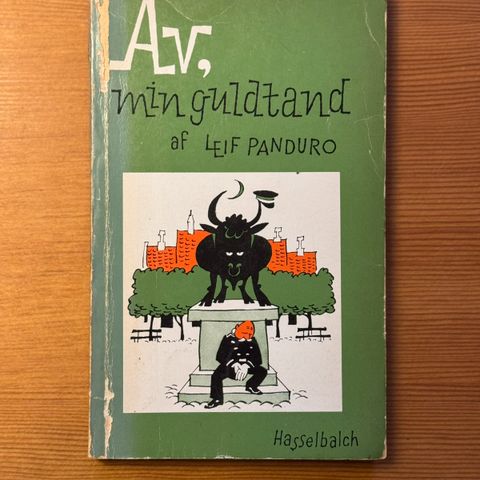 Av,
min guldtand
af LEIF PANDURO
Hasselbalch